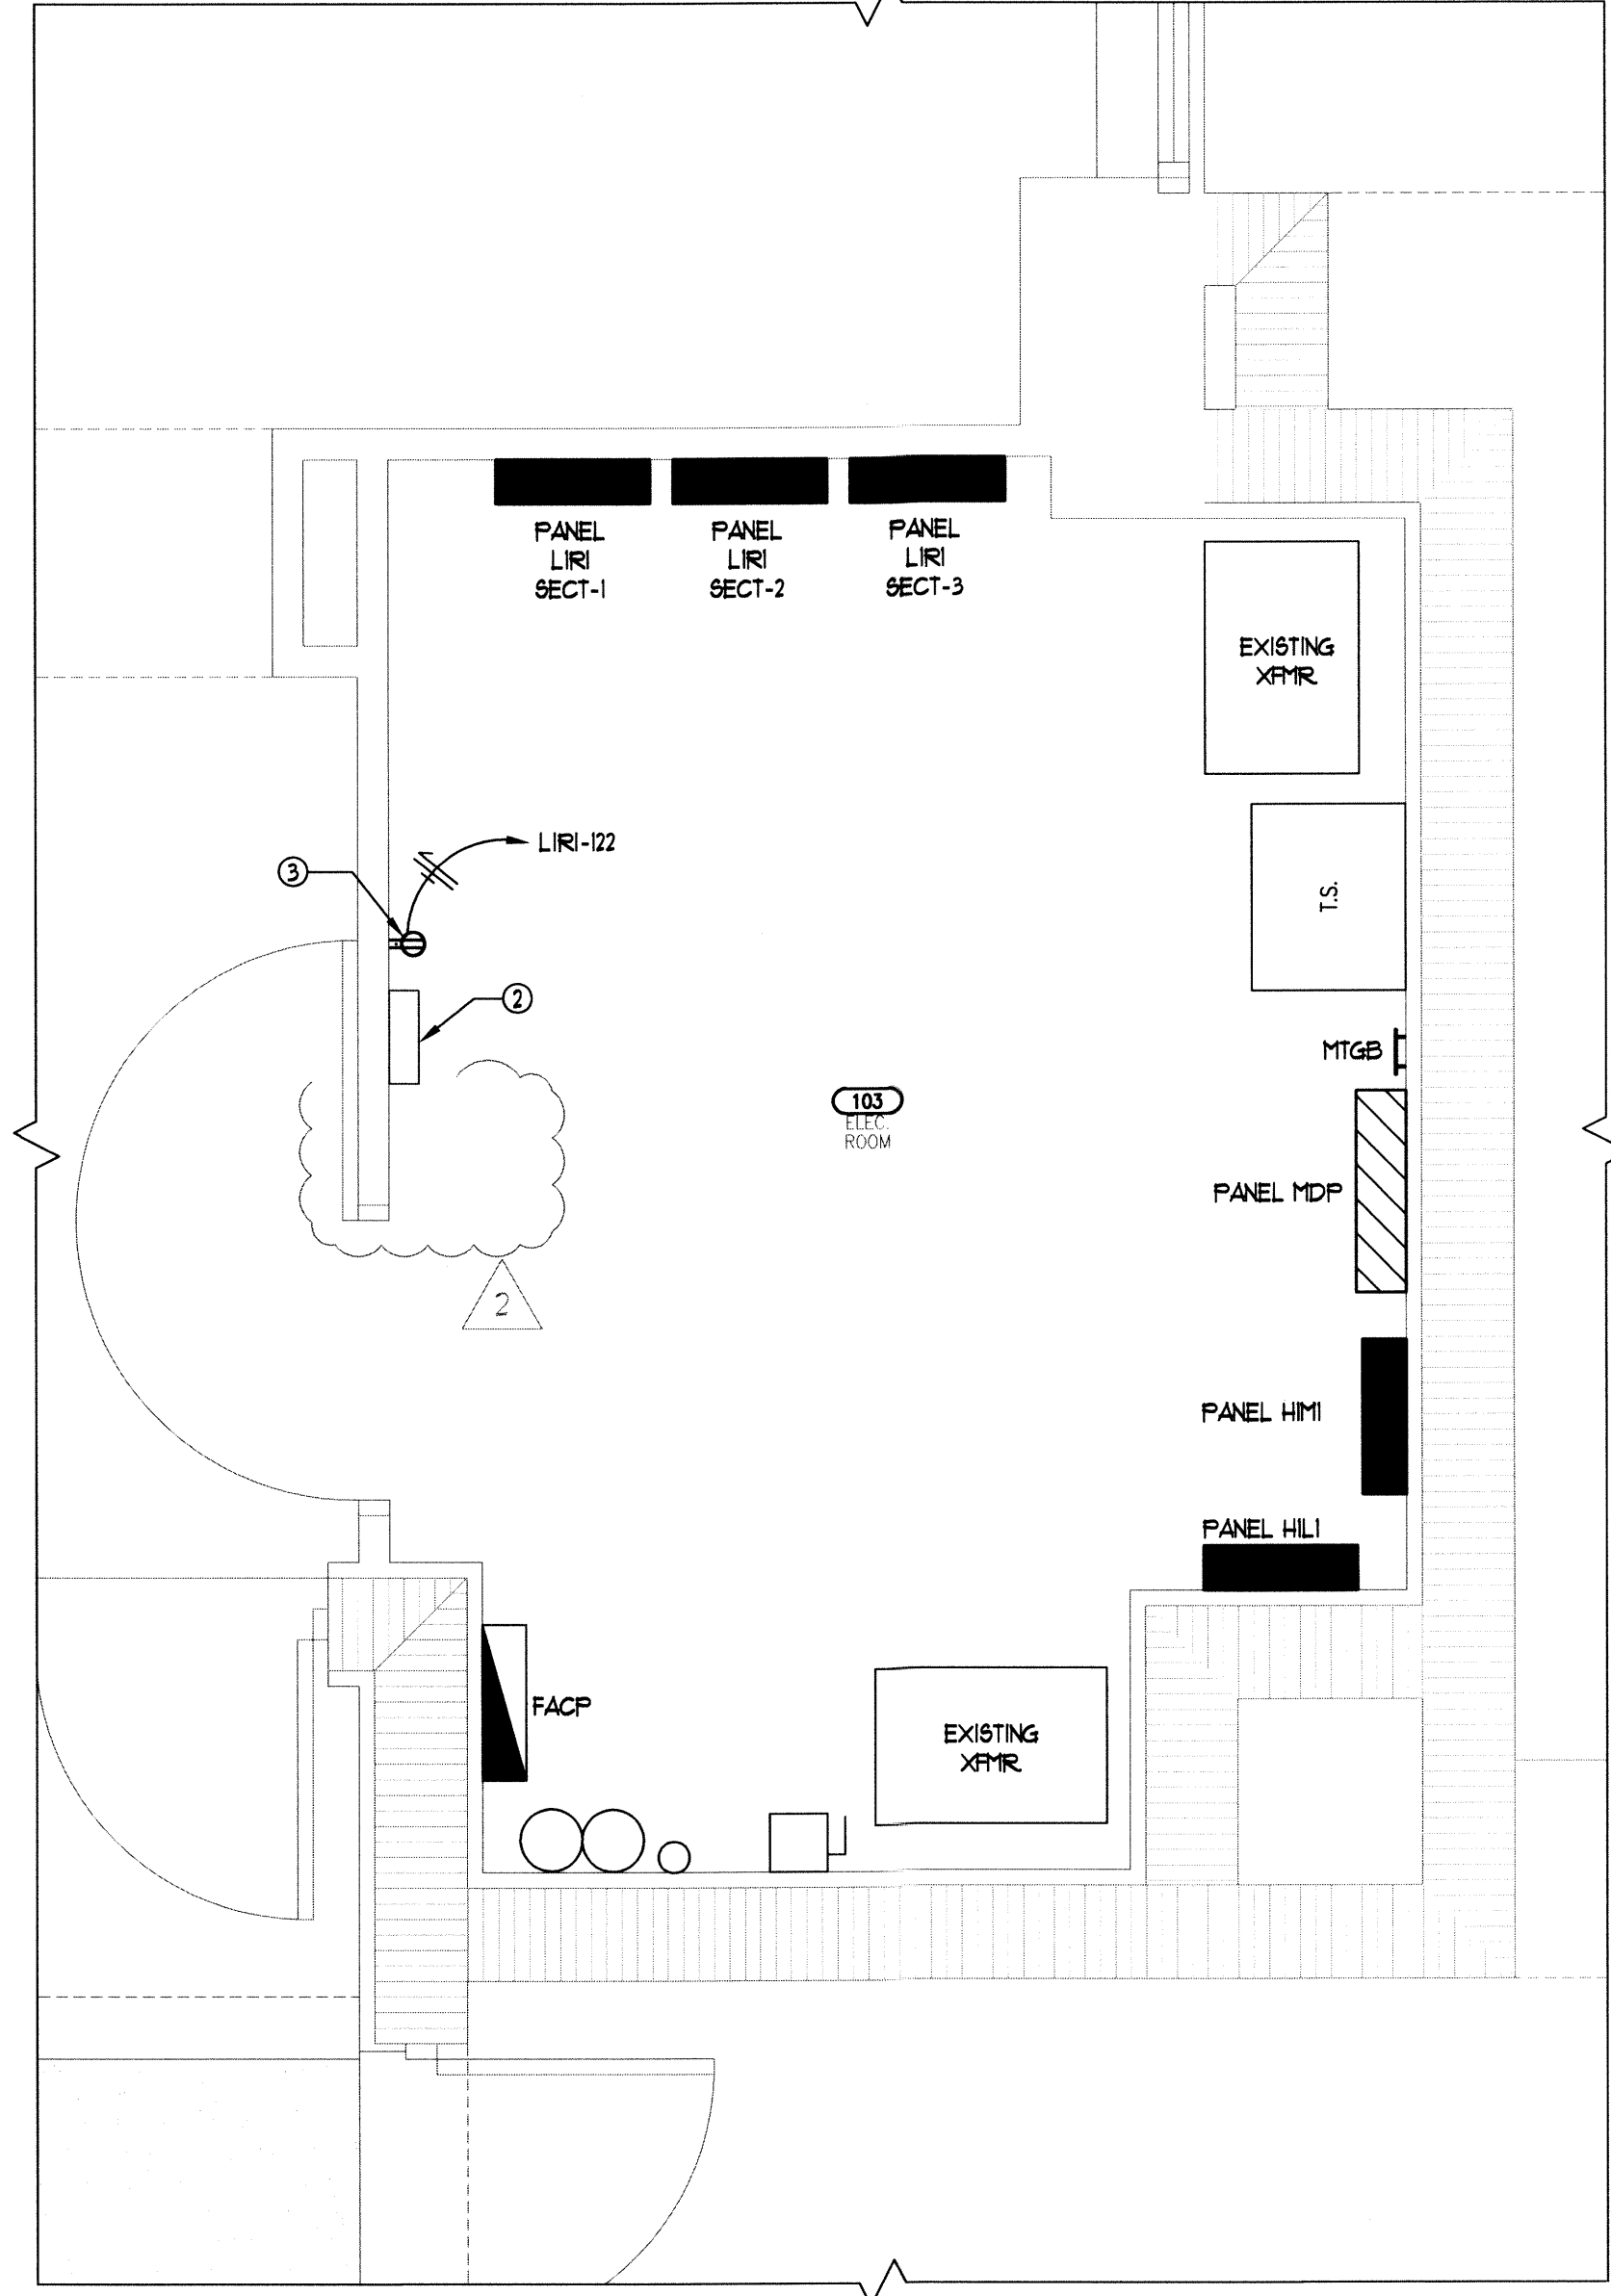 PANEL
L1R1
SECT-1
PANEL
L1R1
SECT-2
PANEL
L1R1
SECT-3
EXISTING
XFMR
L1R1-122
3
T.S.
2
MTGB
103
ELEC.
ROOM
PANEL MDP
2
PANEL H1M1
PANEL H1L1
FACP
EXISTING
XFMR